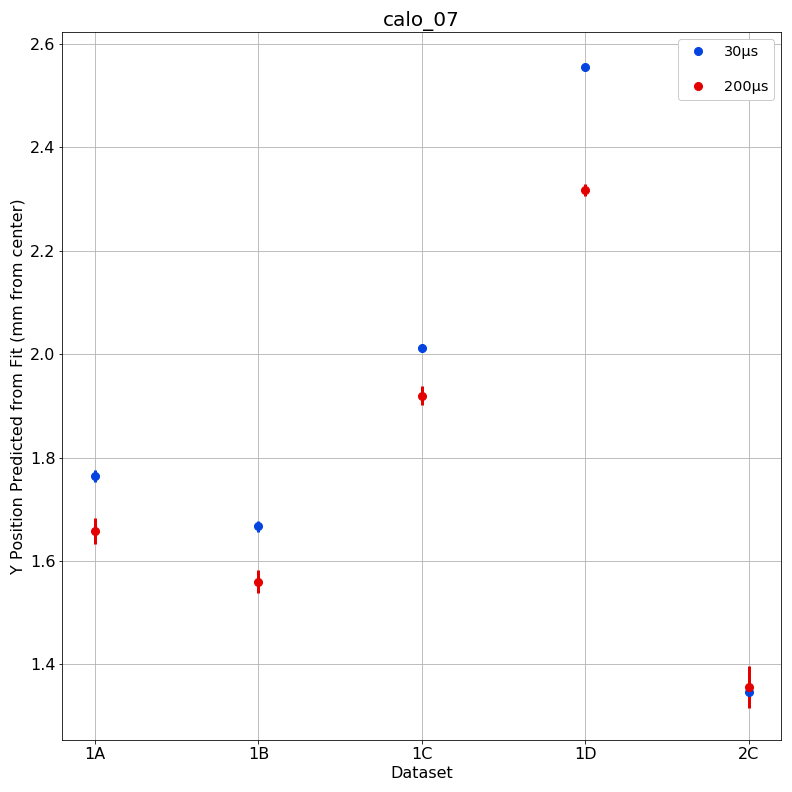 calo_07
30μs
200μs
Y Position Predicted from Fit (mm from center)
2.6
2.4
2.2
2.0
1.8
1.6
1.4
1A 1B 1C 1D 2C
Dataset